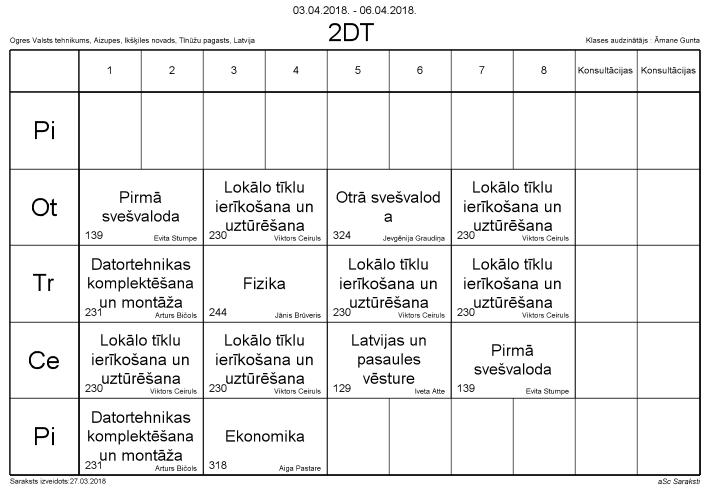 03.04.2018. - 06.04.2018.
2DT
Ogres Valsts tehnikums, Aizupes, Ikšķiles novads, Tīnūžu pagasts, Latvija
Klases audzinātājs : Āmane Gunta
1 2 3 4 5 6 7 8 Konsultācijas Konsultācijas
Pi
Ot
Pirmā
svešvaloda
139 Evita Stumpe
Lokālo tīklu
ierīkošana un
uzturēšana
230 Viktors Ceiruls
Otrā svešvalod
a
324 Jevgēnija Graudiņa
Lokālo tīklu
ierīkošana un
uzturēšana
230 Viktors Ceiruls
Tr
Datortehnikas
komplektēšana
un montāža
231 Arturs Bičols
Fizika
244 Jānis Brūveris
Lokālo tīklu
ierīkošana un
uzturēšana
230 Viktors Ceiruls
Lokālo tīklu
ierīkošana un
uzturēšana
230 Viktors Ceiruls
Ce
Lokālo tīklu
ierīkošana un
uzturēšana
230 Viktors Ceiruls
Lokālo tīklu
ierīkošana un
uzturēšana
230 Viktors Ceiruls
Latvijas un
pasaules
vēsture
129 Iveta Atte
Pirmā
svešvaloda
139 Evita Stumpe
Pi
Datortehnikas
komplektēšana
un montāža
231 Arturs Bičols
Ekonomika
318 Aiga Pastare
Saraksts izveidots:27.03.2018
aSc Saraksti